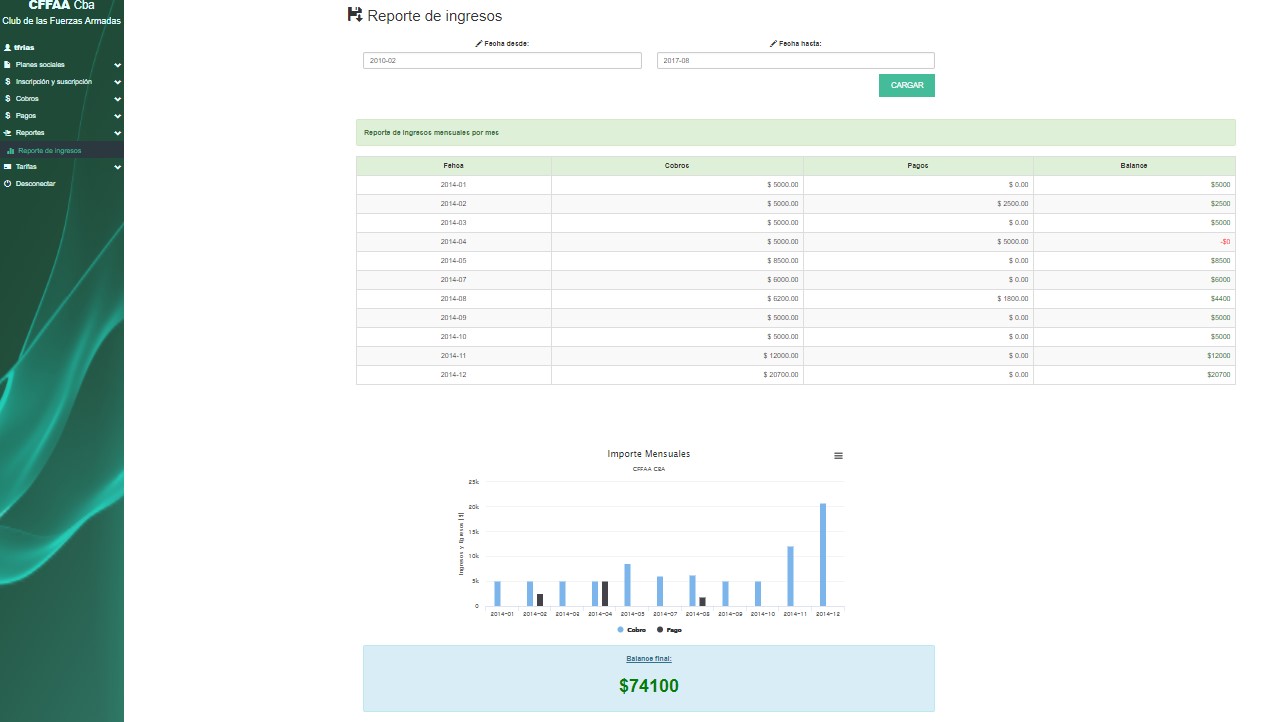 CFFAA Cba
Club de las Fuerzas Armadas
tfrias
Planes sociales
Inscripción y suscripción
Cobros
Pagos
Reportes
Reporte de ingresos
Tarifas
Desconectar
Reporte de ingresos
Fecha desde:
Fecha hasta:
2010-02
2017-08
CARGAR
Reporte de ingresos mensuales por mes
Fehca Cobros Pagos Balance
2014-01 $ 5000.00 $ 0.00 $5000
2014-02 $ 5000.00 $ 2500.00 $2500
2014-03 $ 5000.00 $ 0.00 $5000
2014-04 $ 5000.00 $ 5000.00 -$0
2014-05 $ 8500.00 $ 0.00 $8500
2014-07 $ 6000.00 $ 0.00 $6000
2014-08 $ 6200.00 $ 1800.00 $4400
2014-09 $ 5000.00 $ 0.00 $5000
2014-10 $ 5000.00 $ 0.00 $5000
2014-11 $ 12000.00 $ 0.00 $12000
2014-12 $ 20700.00 $ 0.00 $20700
Importe Mensuales
CFFAA CBA
Ingresos y Egresos ($)
25k
20k
15k
10k
5k
0
2014-01 2014-02 2014-03 2014-04 2014-05 2014-07 2014-08 2014-09 2014-10 2014-11 2014-12
Cobro Pago
Balance final:
$74100